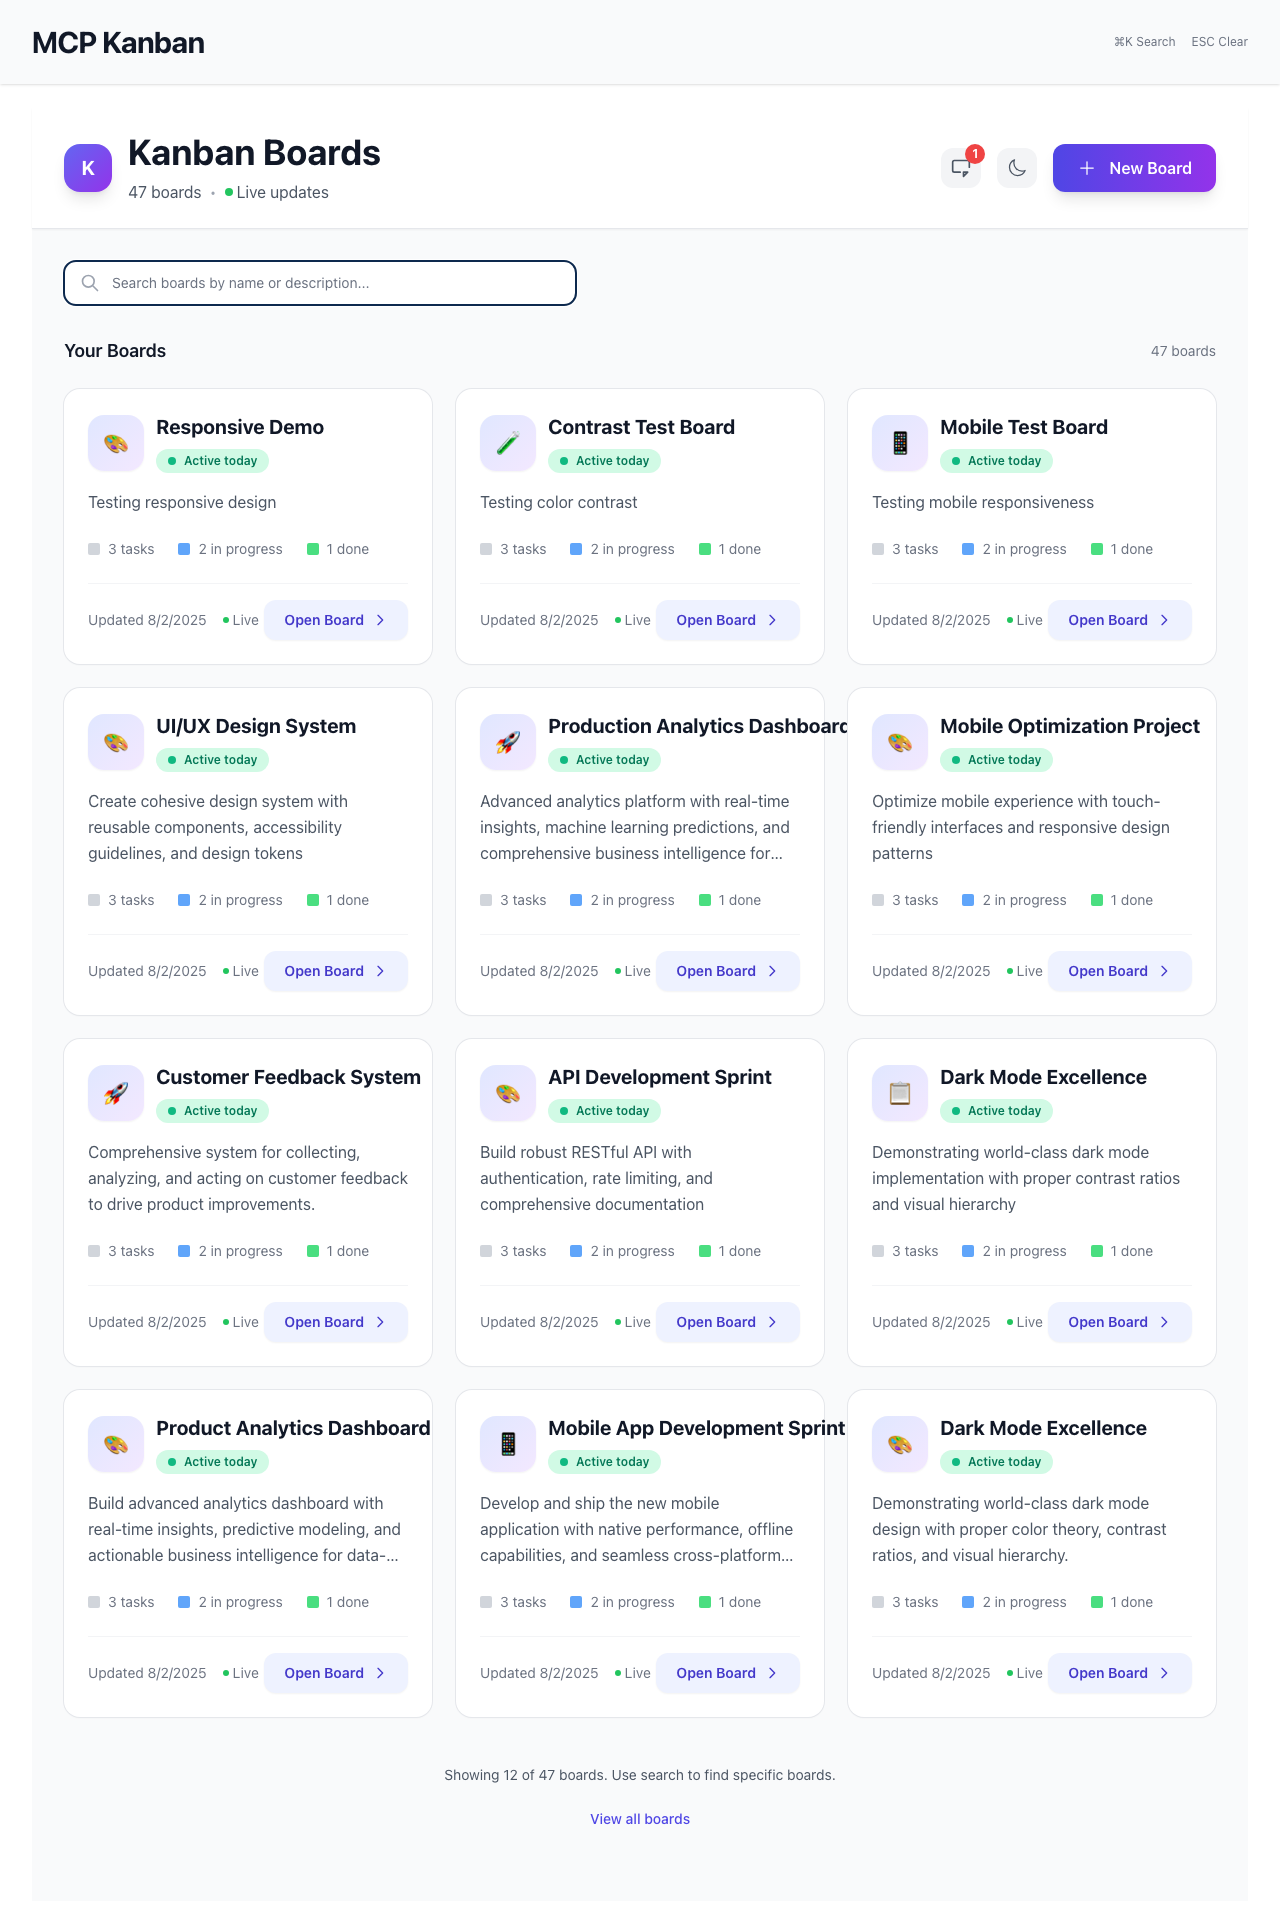 MCP Kanban
⌘K Search ESC Clear
K
Kanban Boards
47 boards • Live updates
1
New Board
Search boards by name or description...
Your Boards
47 boards
Responsive Demo
Active today
Testing responsive design
3 tasks 2 in progress 1 done
Updated 8/2/2025 Live Open Board
Contrast Test Board
Active today
Testing color contrast
3 tasks 2 in progress 1 done
Updated 8/2/2025 Live Open Board
Mobile Test Board
Active today
Testing mobile responsiveness
3 tasks 2 in progress 1 done
Updated 8/2/2025 Live Open Board
UI/UX Design System
Active today
Create cohesive design system with
reusable components, accessibility
guidelines, and design tokens
3 tasks 2 in progress 1 done
Updated 8/2/2025 Live Open Board
Production Analytics Dashboard
Active today
Advanced analytics platform with real-time
insights, machine learning predictions, and
comprehensive business intelligence for...
3 tasks 2 in progress 1 done
Updated 8/2/2025 Live Open Board
Mobile Optimization Project
Active today
Optimize mobile experience with touch-
friendly interfaces and responsive design
patterns
3 tasks 2 in progress 1 done
Updated 8/2/2025 Live Open Board
Customer Feedback System
Active today
Comprehensive system for collecting,
analyzing, and acting on customer feedback
to drive product improvements.
3 tasks 2 in progress 1 done
Updated 8/2/2025 Live Open Board
API Development Sprint
Active today
Build robust RESTful API with
authentication, rate limiting, and
comprehensive documentation
3 tasks 2 in progress 1 done
Updated 8/2/2025 Live Open Board
Dark Mode Excellence
Active today
Demonstrating world-class dark mode
implementation with proper contrast ratios
and visual hierarchy
3 tasks 2 in progress 1 done
Updated 8/2/2025 Live Open Board
Product Analytics Dashboard
Active today
Build advanced analytics dashboard with
real-time insights, predictive modeling, and
actionable business intelligence for data-...
3 tasks 2 in progress 1 done
Updated 8/2/2025 Live Open Board
Mobile App Development Sprint
Active today
Develop and ship the new mobile
application with native performance, offline
capabilities, and seamless cross-platform...
3 tasks 2 in progress 1 done
Updated 8/2/2025 Live Open Board
Dark Mode Excellence
Active today
Demonstrating world-class dark mode
design with proper color theory, contrast
ratios, and visual hierarchy.
3 tasks 2 in progress 1 done
Updated 8/2/2025 Live Open Board
Showing 12 of 47 boards. Use search to find specific boards.
View all boards